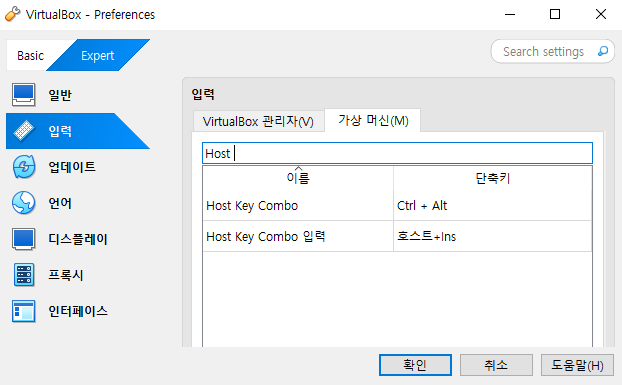 VirtualBox - Preferences
Basic Expert Search settings
일반
입력
업데이트
언어
디스플레이
프록시
인터페이스
입력
VirtualBox 관리자(V) 가상 머신(M)
Host
이름 단축키
Host Key Combo Ctrl + Alt
Host Key Combo 입력 호스트+Ins
확인 취소 도움말(H)